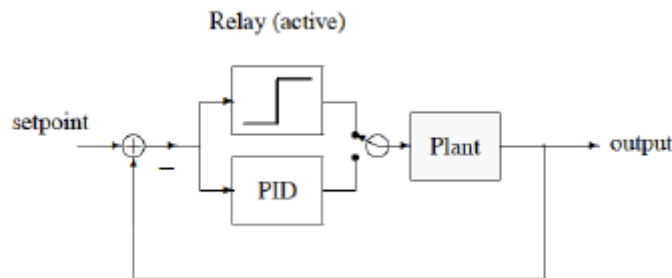 Relay (active)
setpoint
+
−
PID
Plant
output